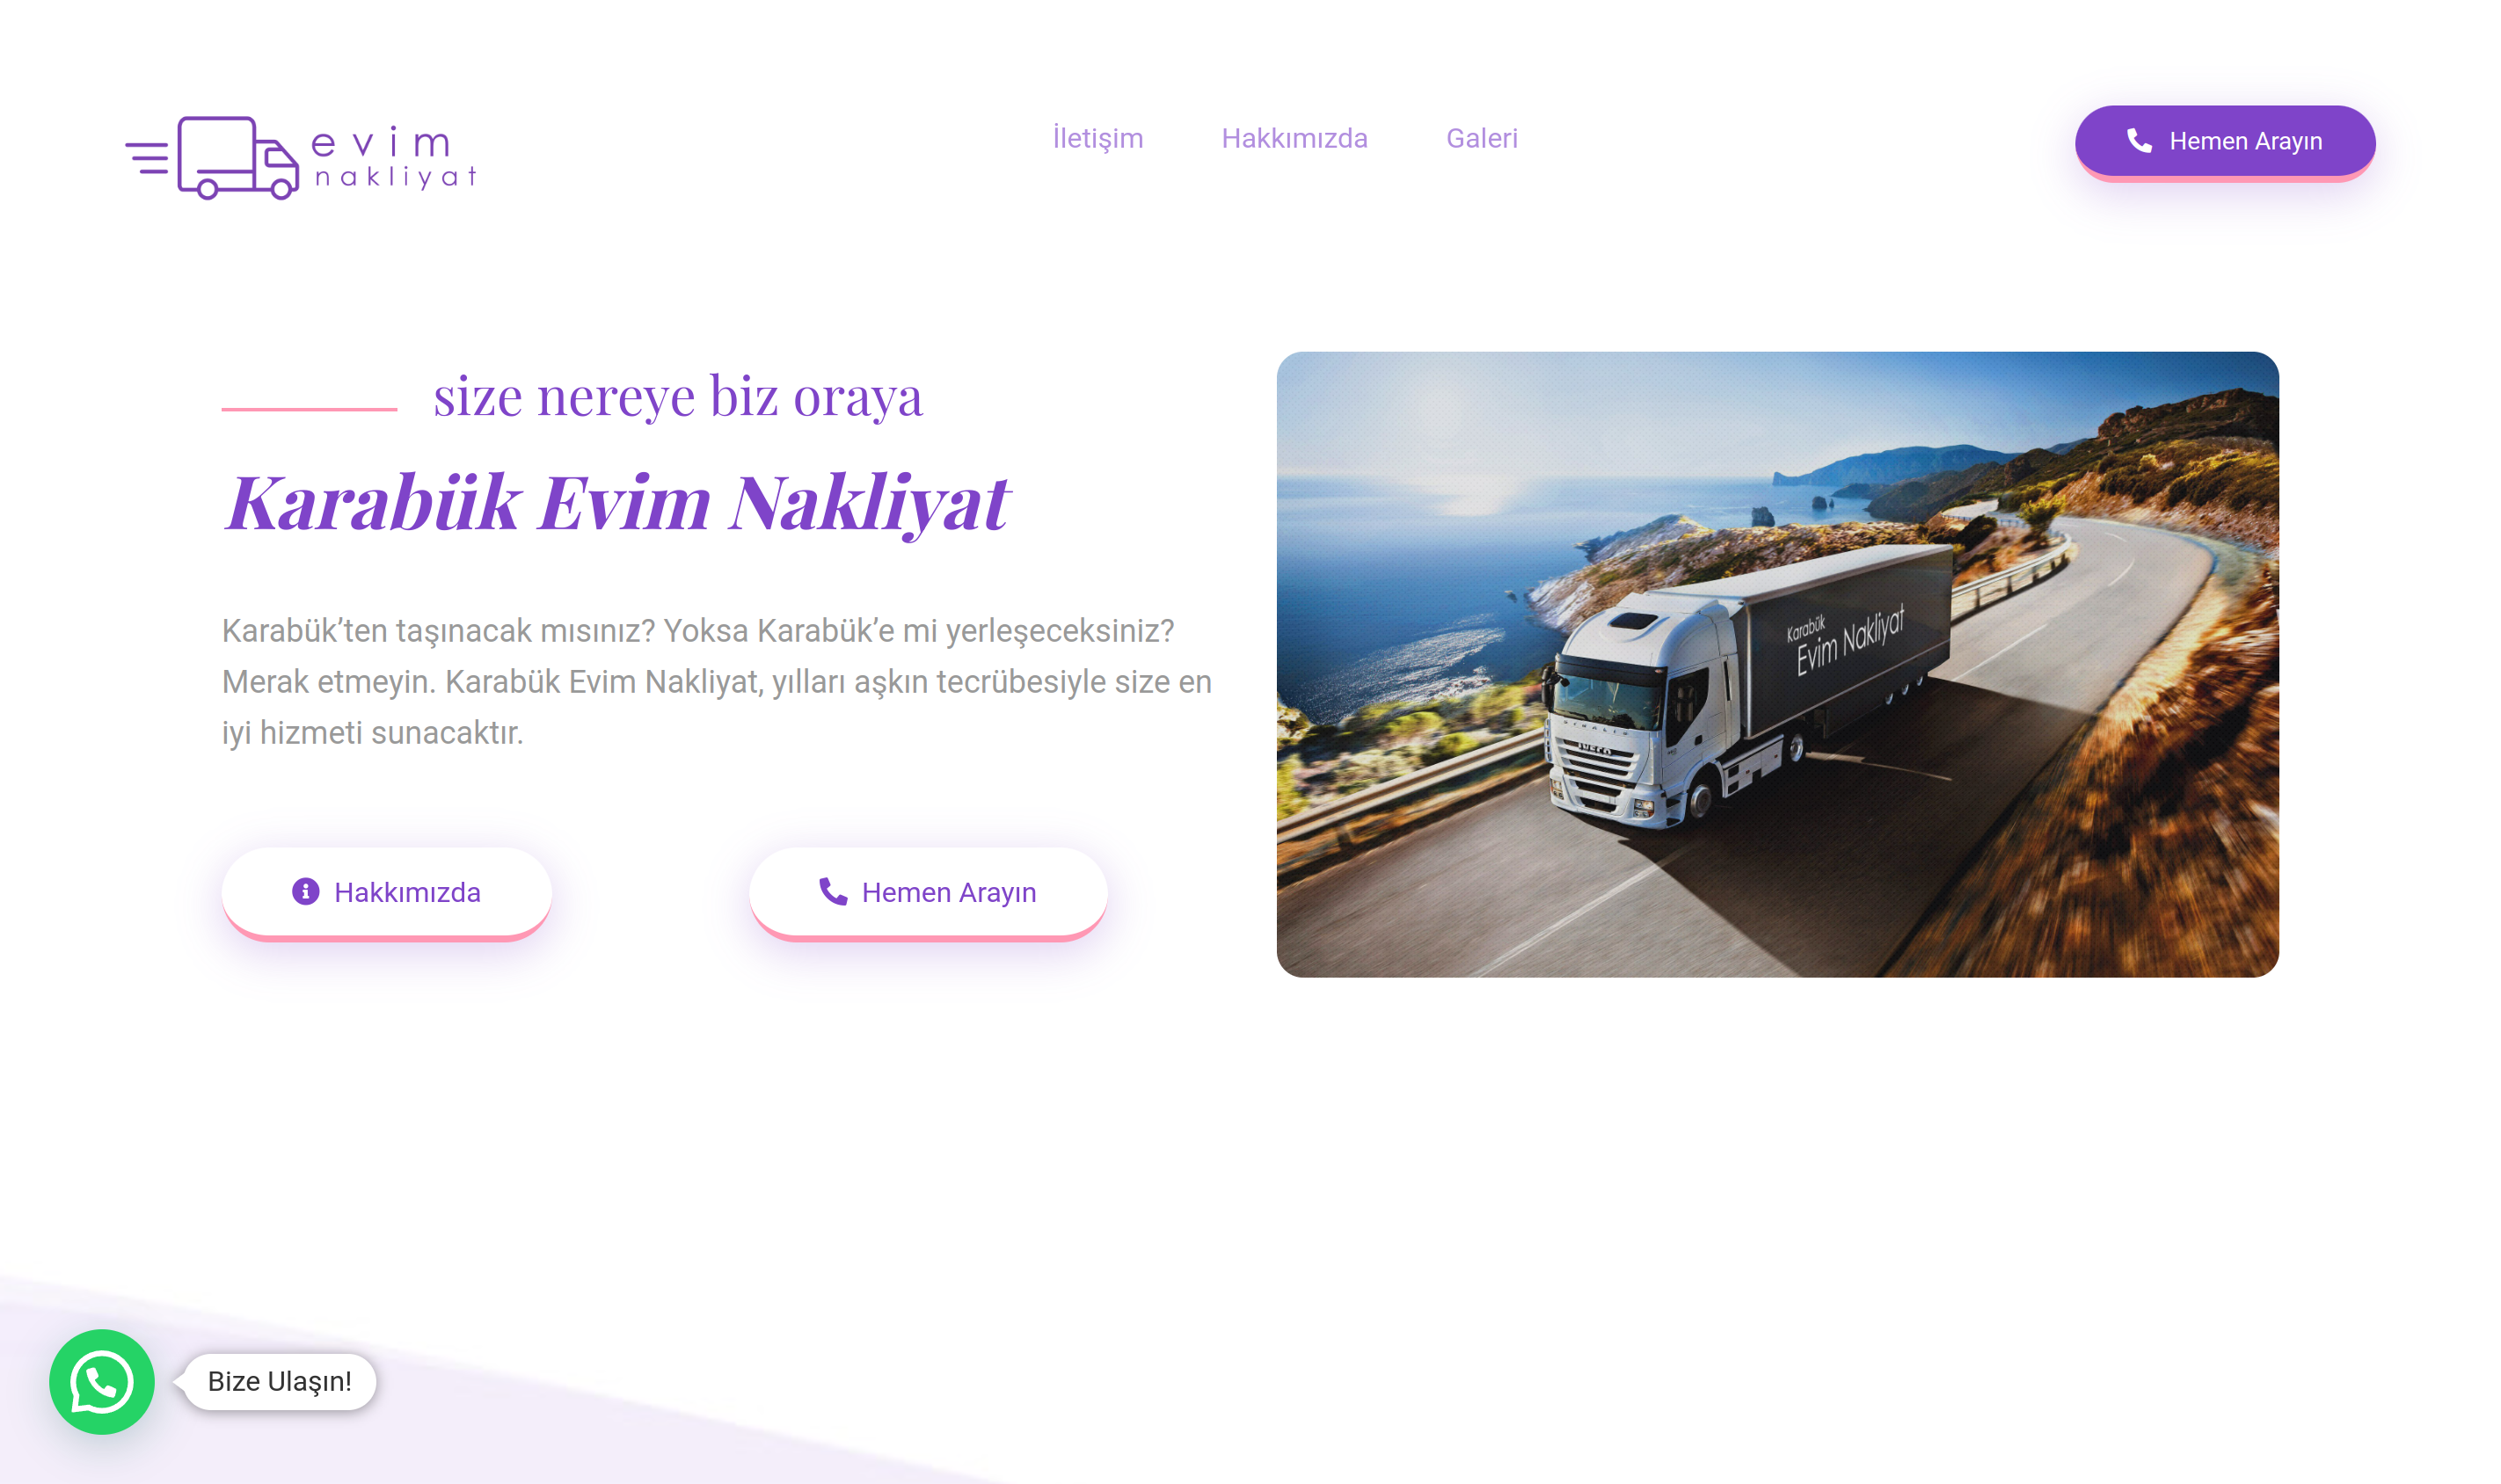 evim
nakliyat
İletişim
Hakkımızda
Galeri
Hemen Arayın
size nereye biz oraya
Karabük Evim Nakliyat
Karabük’ten taşınacak mısınız? Yoksa Karabük’e mi yerleşeceksiniz?
Merak etmeyin. Karabük Evim Nakliyat, yılları aşkın tecrübesiyle size en
iyi hizmeti sunacaktır.
Hakkımızda
Hemen Arayın
Karabük
Evim Nakliyat
STRALIS
IVECO
Bize Ulaşın!